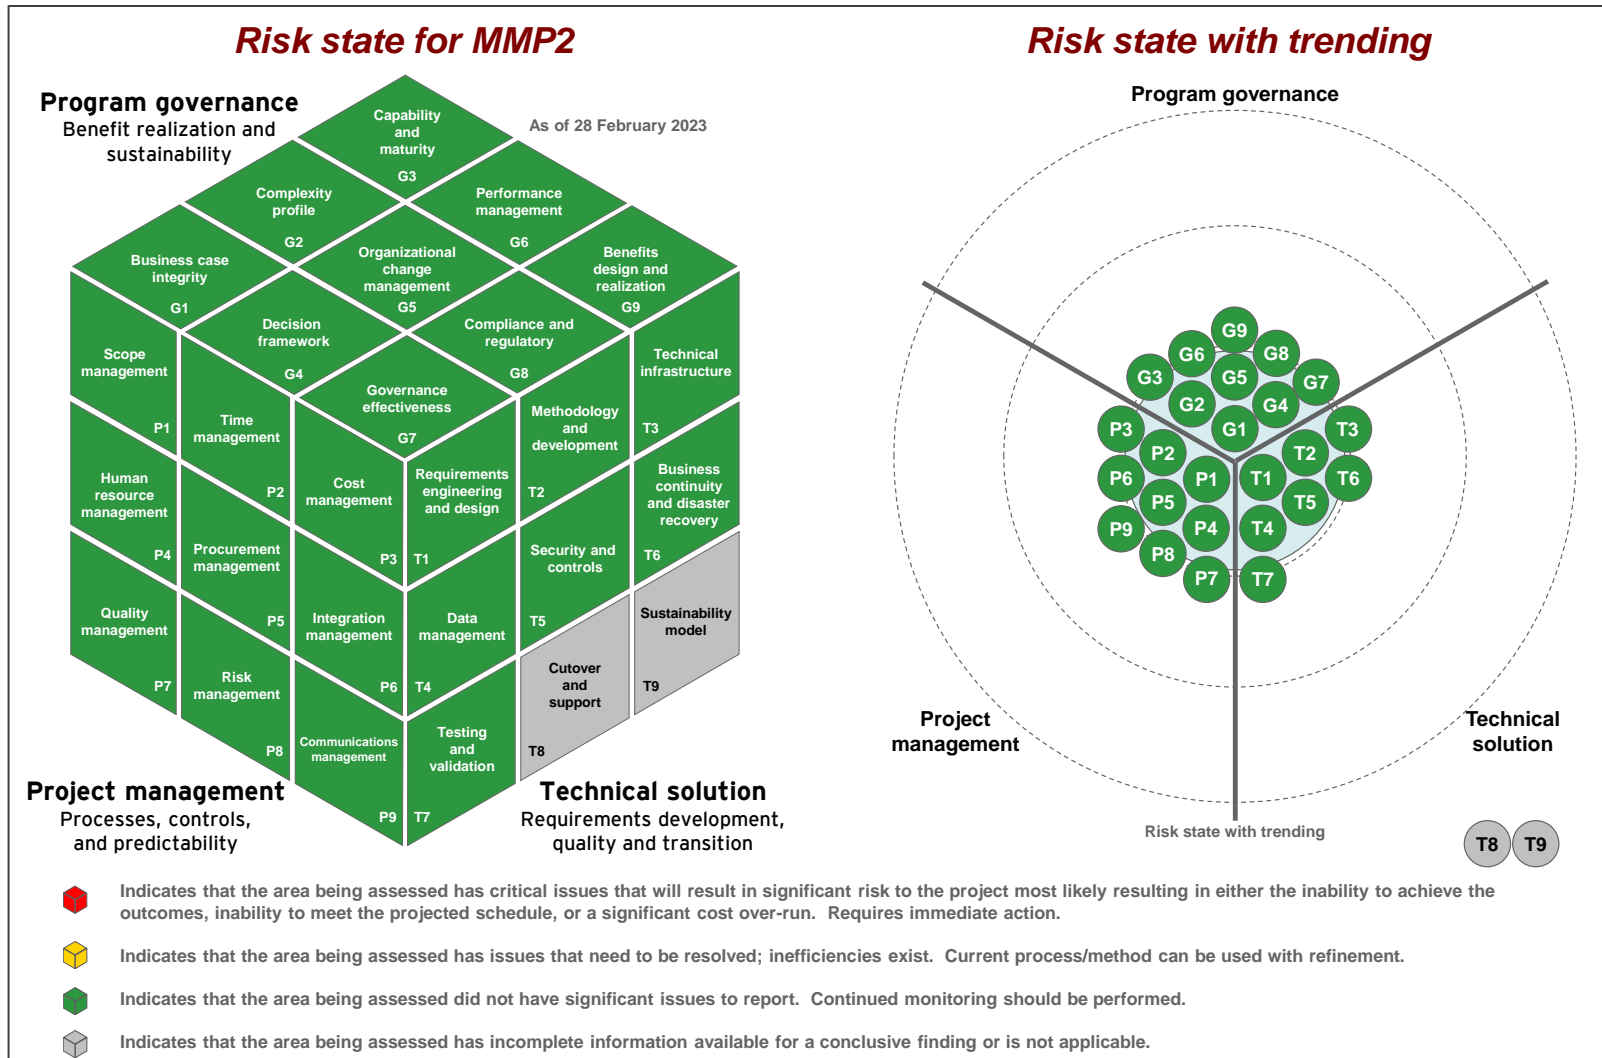 Risk state for MMP2
Program governance
Benefit realization and
sustainability
As of 28 February 2023
Capability
and
maturity
G3
Complexity
profile
G2
Performance
management
G6
Business case
integrity
G1
Organizational
change
management
G5
Benefits
design and
realization
G9
Decision
framework
G4
Compliance and
regulatory
G8
Governance
effectiveness
G7
Scope
management
P1
Time
management
P2
Cost
management
P3
Human
resource
management
P4
Procurement
management
P5
Integration
management
P6
Quality
management
P7
Risk
management
P8
Communications
management
P9
Requirements
engineering
and design
T1
Methodology
and
development
T2
Technical
infrastructure
T3
Data
management
T4
Security and
controls
T5
Business
continuity
and disaster
recovery
T6
Testing
and
validation
T7
Cutover
and
support
T8
Sustainability
model
T9
Project management
Processes, controls,
and predictability
Technical solution
Requirements development,
quality and transition
Risk state with trending
Program governance
G9
G6
G8
G3
G5
G7
G2
G4
G1
P3
P2
P1
P6
P5
P4
P9
P8
P7
T3
T2
T1
T6
T5
T4
T7
Project
management
Technical
solution
Risk state with trending
T8
T9
Indicates that the area being assessed has critical issues that will result in significant risk to the project most likely resulting in either the inability to achieve the
outcomes, inability to meet the projected schedule, or a significant cost over-run. Requires immediate action.
Indicates that the area being assessed has issues that need to be resolved; inefficiencies exist. Current process/method can be used with refinement.
Indicates that the area being assessed did not have significant issues to report. Continued monitoring should be performed.
Indicates that the area being assessed has incomplete information available for a conclusive finding or is not applicable.